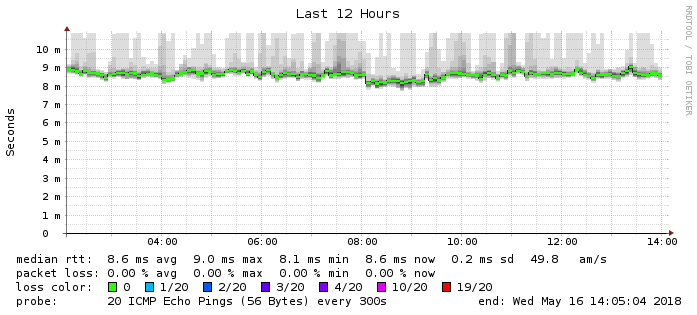 Last 12 Hours
RRDTOOL / TOBI OETIKER
Seconds
10 m
9 m
8 m
7 m
6 m
5 m
4 m
3 m
2 m
1 m
0
04:00 06:00 08:00 10:00 12:00 14:00
median rtt: 8.6 ms avg 9.0 ms max 8.1 ms min 8.6 ms now 0.2 ms sd 49.8 am/s
packet loss: 0.00 % avg 0.00 % max 0.00 % min 0.00 % now
loss color: 0 1/20 2/20 3/20 4/20 10/20 19/20
probe: 20 ICMP Echo Pings (56 Bytes) every 300s end: Wed May 16 14:05:04 2018